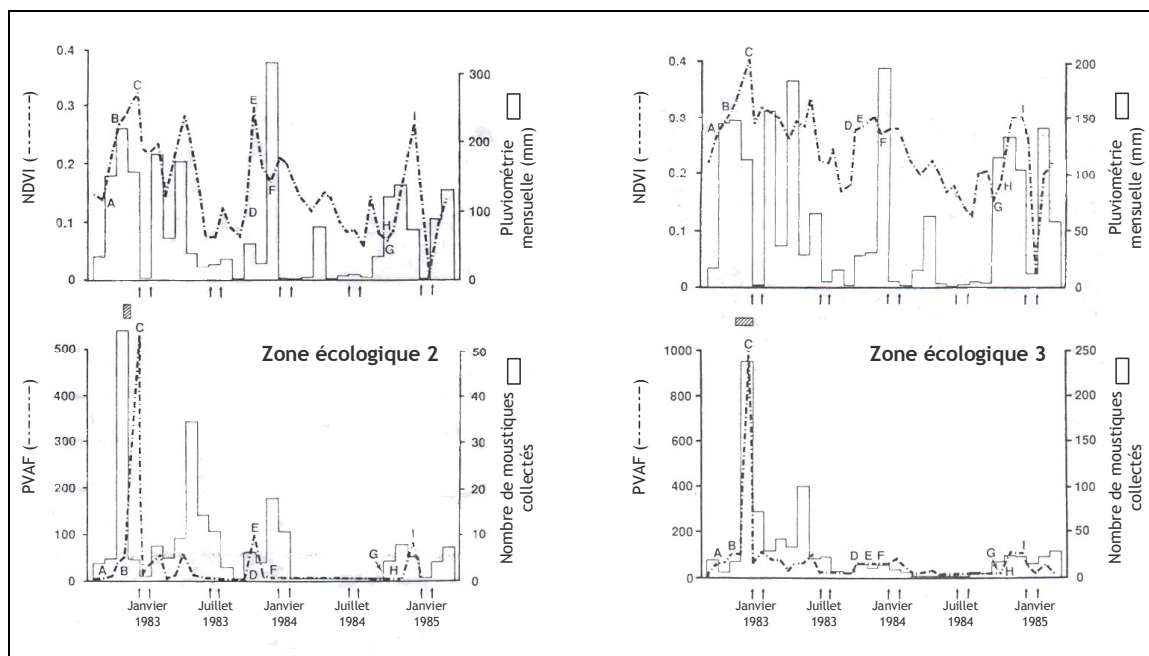 0.4
0.3
0.2
0.1
0
NDVI (------)
A
B
C
D
E
F
G
H
I
300
200
100
0
Pluviométrie
mensuelle (mm)
0.4
0.3
0.2
0.1
0
NDVI (------)
A
B
C
D
E
F
G
H
I
200
150
100
50
0
Pluviométrie
mensuelle (mm)
Zone écologique 2
500
400
300
200
100
0
PVAF (------)
A
B
C
D
E
F
G
H
I
50
40
30
20
10
0
Nombre de moustiques
collectés
Janvier
1983
Juillet
1983
Janvier
1984
Juillet
1984
Janvier
1985
Zone écologique 3
1000
800
600
400
200
0
PVAF (------)
A
B
C
D
E
F
G
H
I
250
200
150
100
50
0
Nombre de moustiques
collectés
Janvier
1983
Juillet
1983
Janvier
1984
Juillet
1984
Janvier
1985